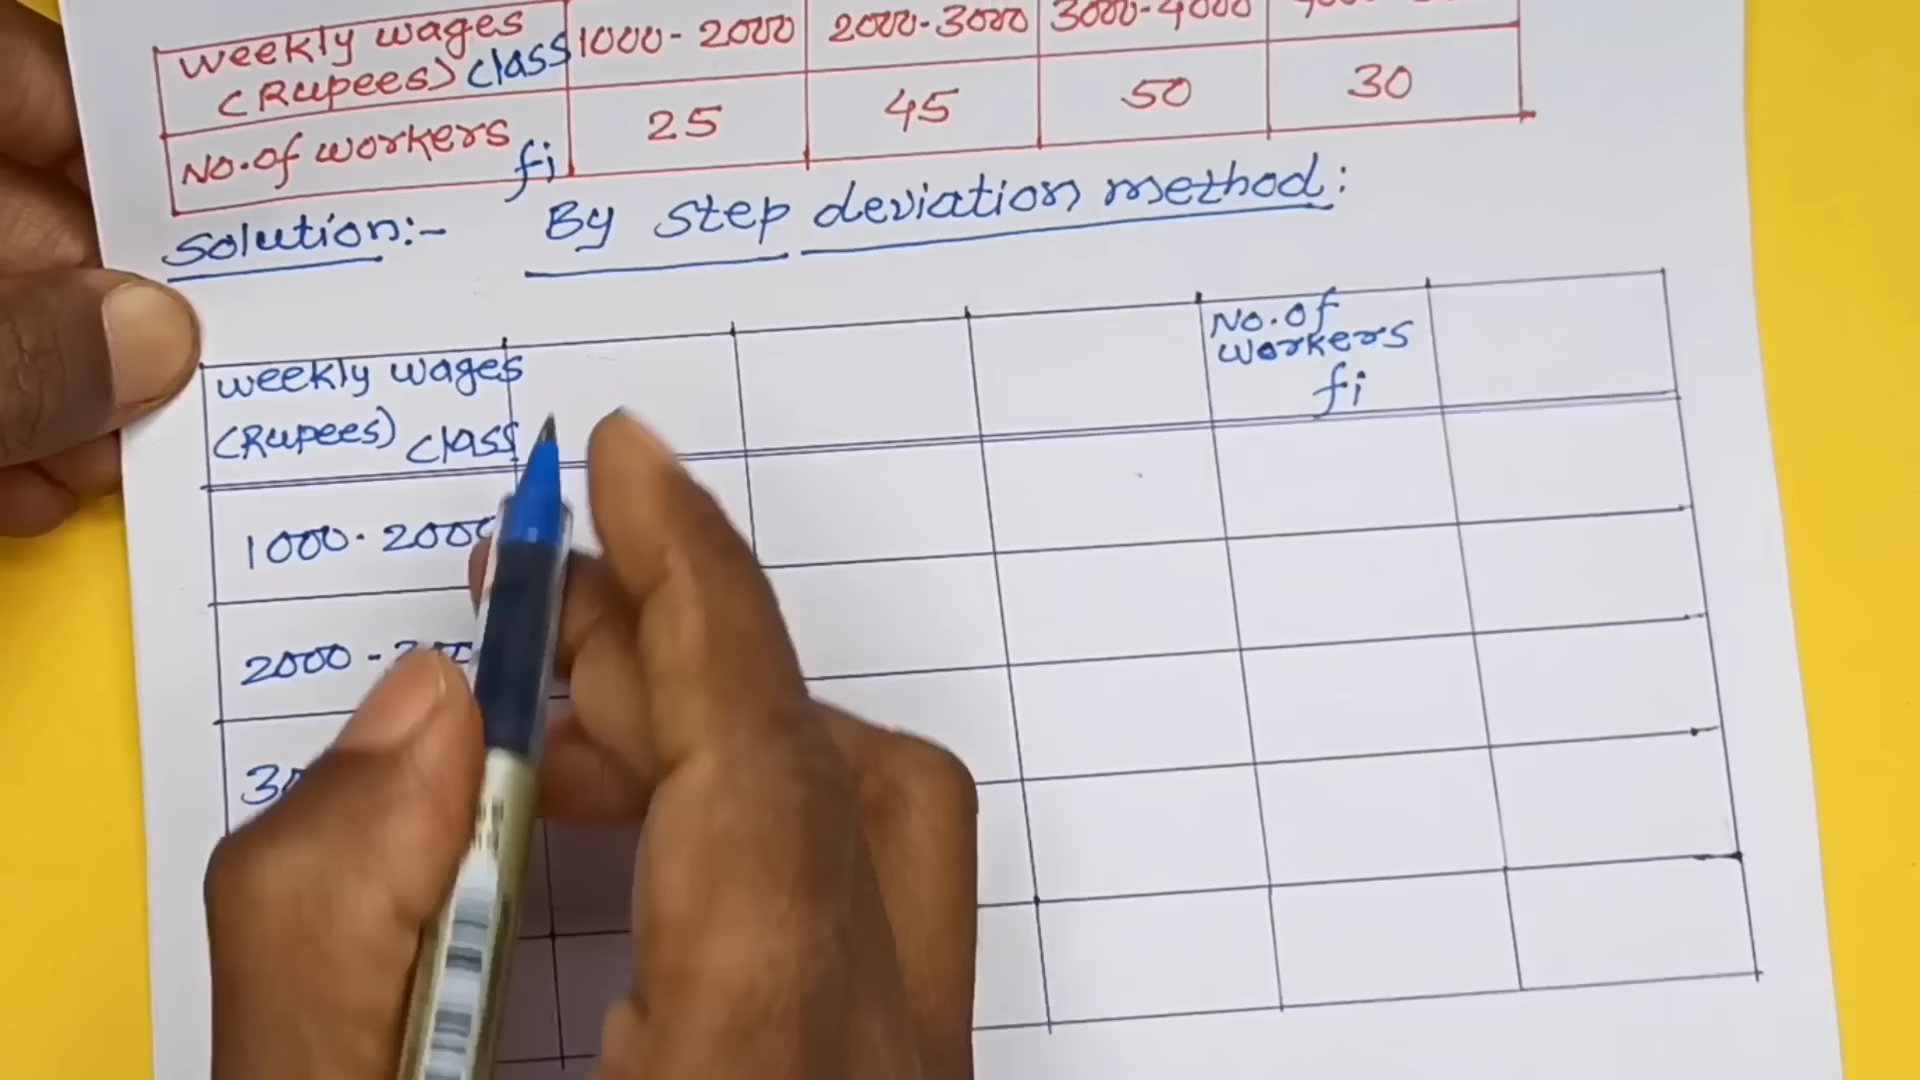 weekly wages
(Rupees) class 1000 - 2000 2000-3000 3000-4000
No.of workers fi 25 45 50 30
Solution:- By step deviation method:
weekly wages
(Rupees) class
No.of
workers
fi
1000 - 2000
2000 -